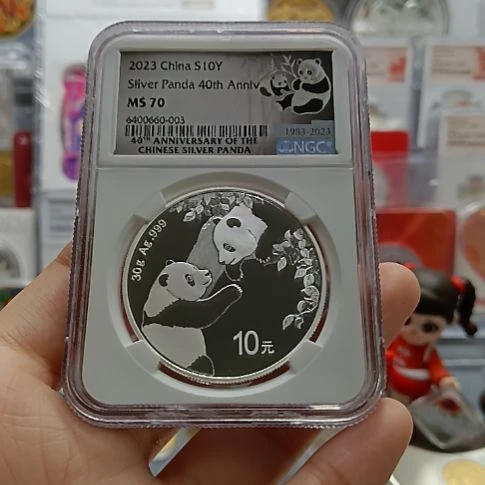 2023 China S10Y
Silver Panda 40th Anniv
MS 70
6400660-003
40TH ANNIVERSARY OF THE
CHINESE SILVER PANDA
1983-2023
NGC
30g Ag.999
10元